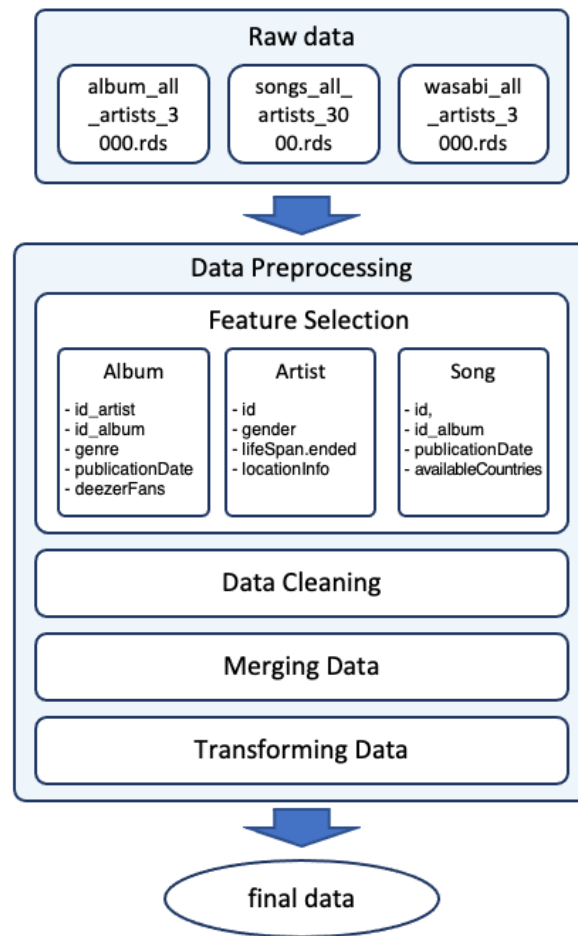 Raw data
album_all
_artists_3
000.rds
songs_all_
artists_30
00.rds
wasabi_all
_artists_3
000.rds
Data Preprocessing
Feature Selection
Album
- id_artist
- id_album
- genre
- publicationDate
- deezerFans
Artist
- id
- gender
- lifeSpan.ended
- locationInfo
Song
- id,
- id_album
- publicationDate
- availableCountries
Data Cleaning
Merging Data
Transforming Data
final data